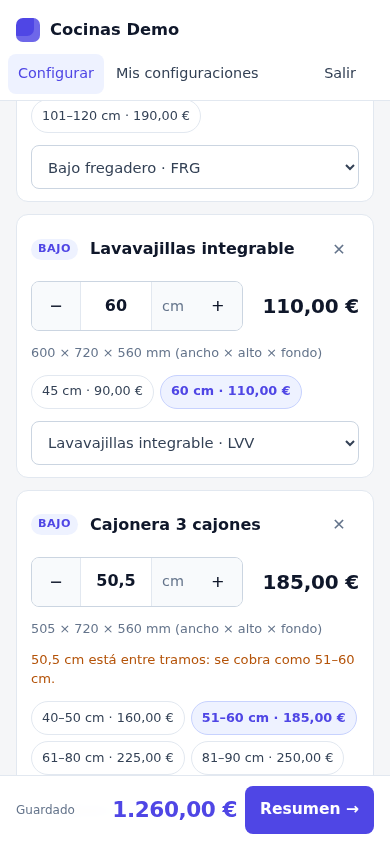 Cocinas Demo
Configurar Mis configuraciones Salir
101–120 cm · 190,00 €
Bajo fregadero · FRG
BAJO Lavavajillas integrable ✕
− 60 cm + 110,00 €
600 × 720 × 560 mm (ancho × alto × fondo)
45 cm · 90,00 € 60 cm · 110,00 €
Lavavajillas integrable · LVV
BAJO Cajonera 3 cajones ✕
− 50,5 cm + 185,00 €
505 × 720 × 560 mm (ancho × alto × fondo)
50,5 cm está entre tramos: se cobra como 51–60
cm.
40–50 cm · 160,00 € 51–60 cm · 185,00 €
61–80 cm · 225,00 € 81–90 cm · 250,00 €
Guardado 1.260,00 € Resumen →